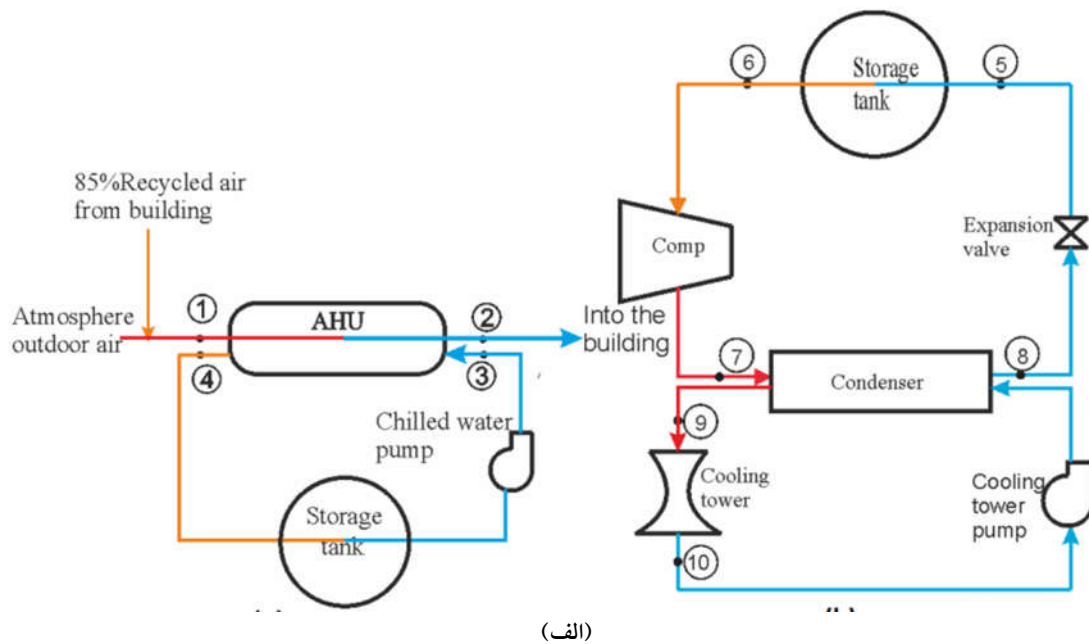 85%Recycled air
from building
Atmosphere
outdoor air
1
AHU
2
Into the
building
4
3
Chilled water
pump
Storage
tank
6
Storage
tank
5
Comp
Expansion
valve
7
Condenser
8
9
Cooling
tower
Cooling
tower
pump
10
(الف)